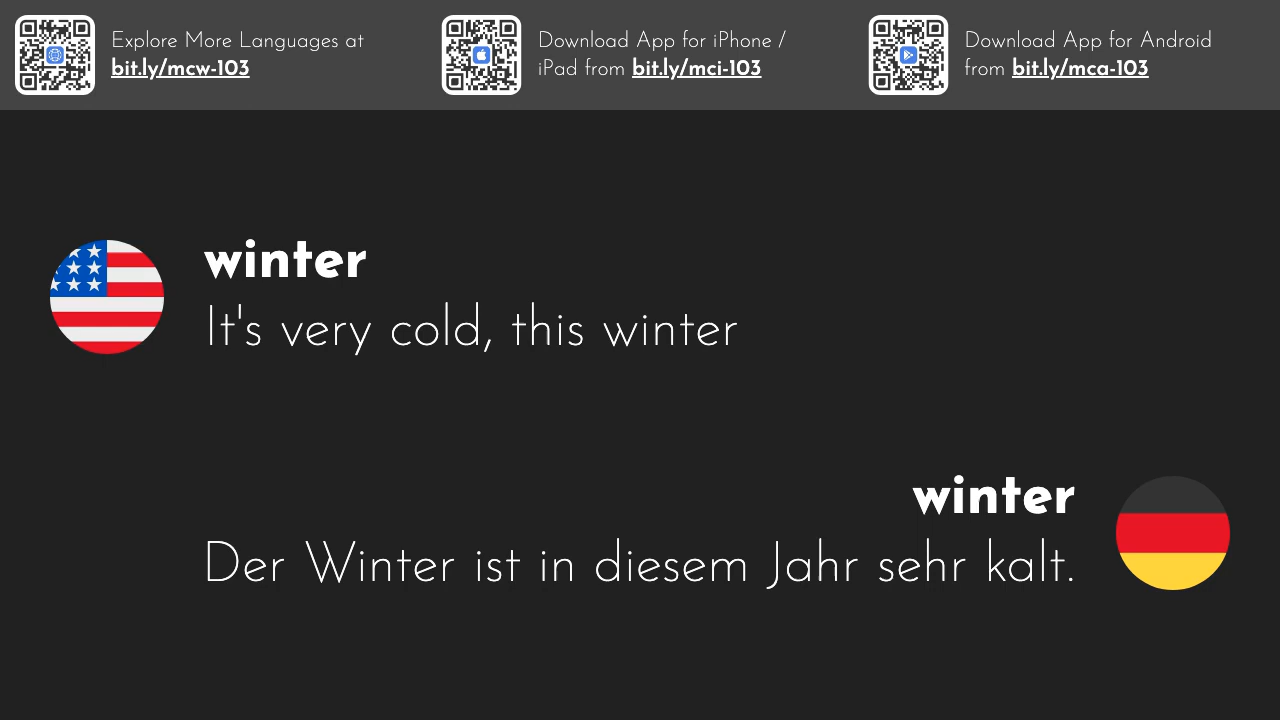 Explore More Languages at
bit.ly/mcw-103
Download App for iPhone /
iPad from bit.ly/mci-103
Download App for Android
from bit.ly/mca-103
winter
It's very cold, this winter
winter
Der Winter ist in diesem Jahr sehr kalt.